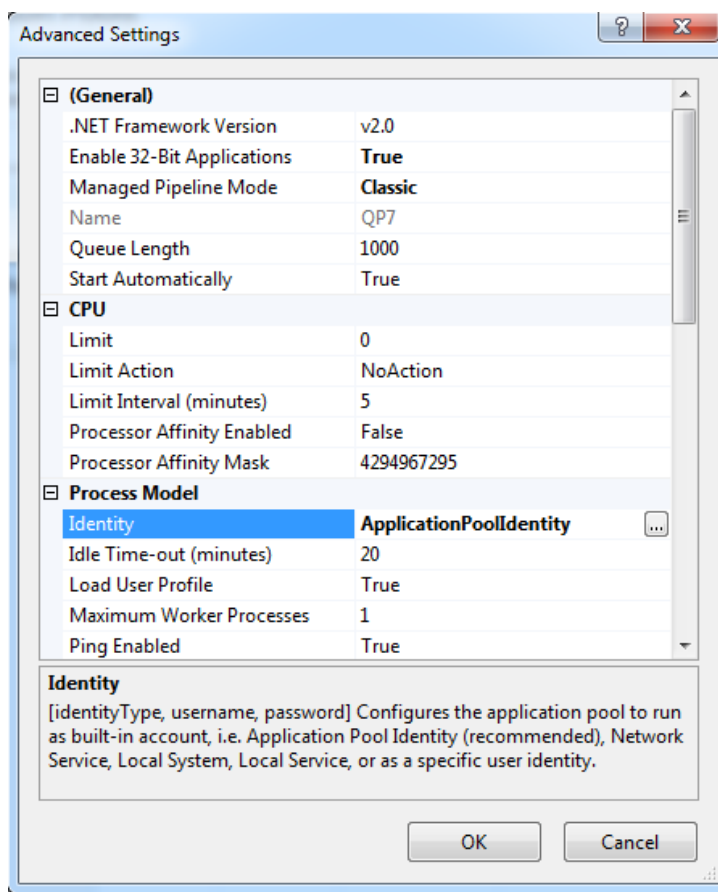 Advanced Settings
(General)
.NET Framework Version v2.0
Enable 32-Bit Applications True
Managed Pipeline Mode Classic
Name QP7
Queue Length 1000
Start Automatically True
CPU
Limit 0
Limit Action NoAction
Limit Interval (minutes) 5
Processor Affinity Enabled False
Processor Affinity Mask 4294967295
Process Model
Identity ApplicationPoolIdentity ...
Idle Time-out (minutes) 20
Load User Profile True
Maximum Worker Processes 1
Ping Enabled True
Identity
[identityType, username, password] Configures the application pool to run
as built-in account, i.e. Application Pool Identity (recommended), Network
Service, Local System, Local Service, or as a specific user identity.
OK Cancel